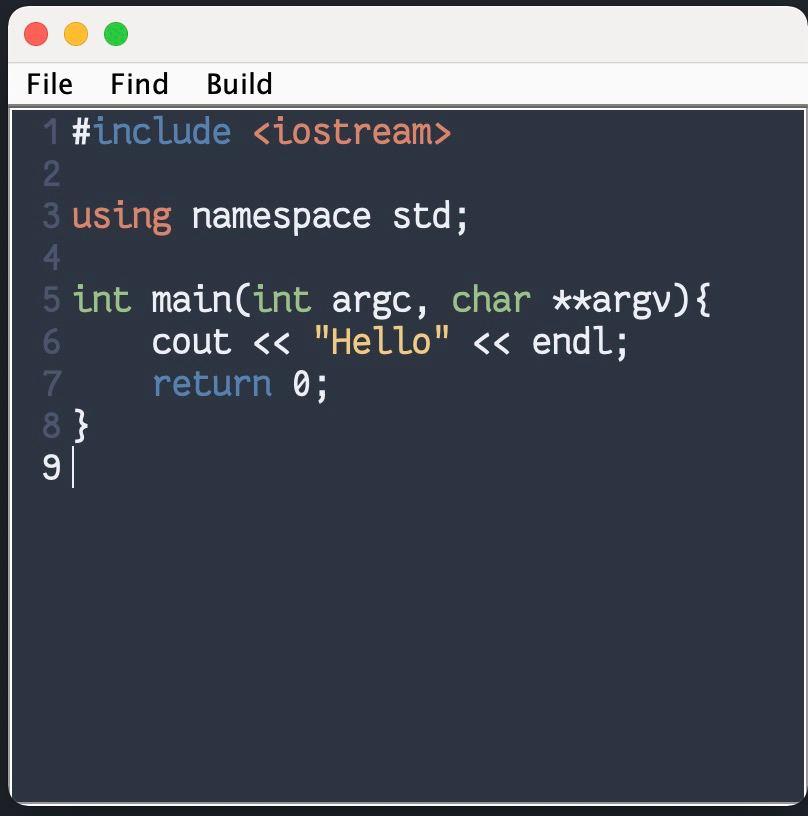 File Find Build
1 #include <iostream>
2
3 using namespace std;
4
5 int main(int argc, char **argv){
6     cout << "Hello" << endl;
7     return 0;
8 }
9